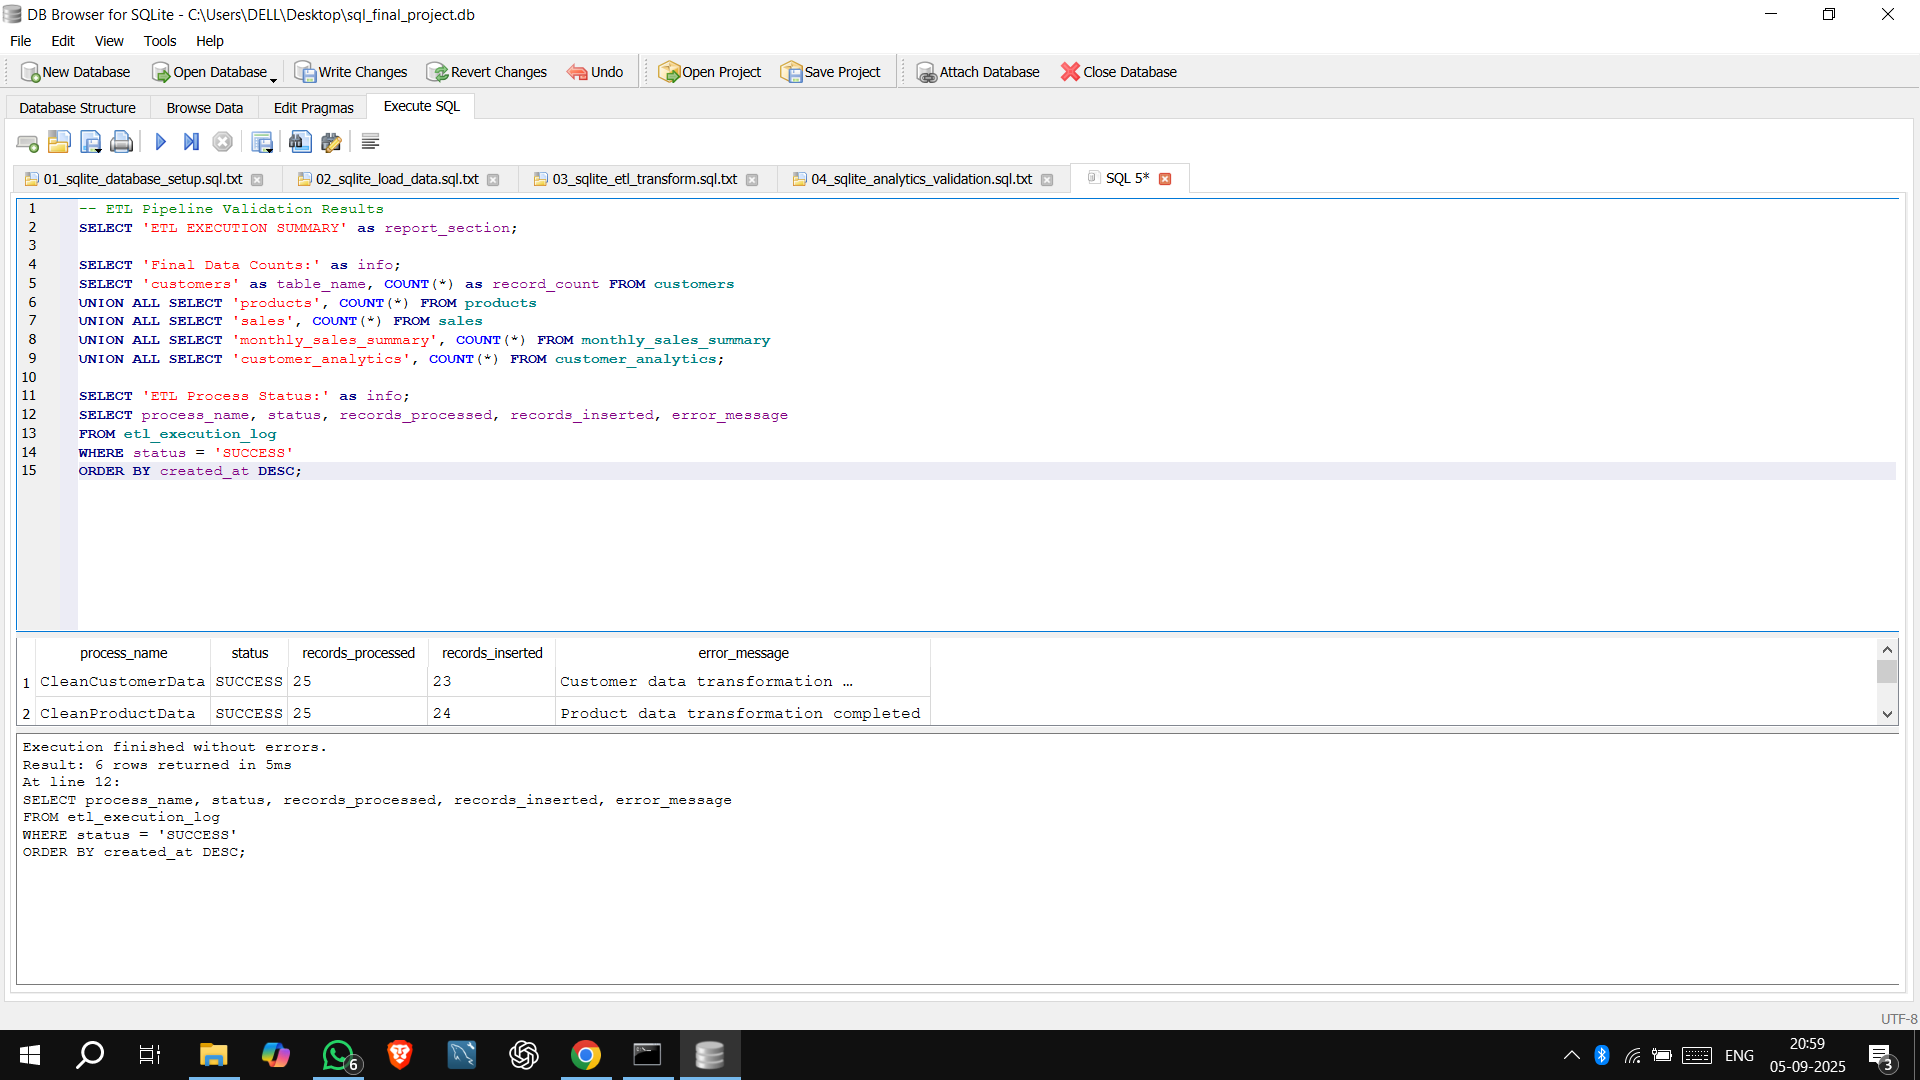 DB Browser for SQLite - C:\Users\DELL\Desktop\sql_final_project.db
File Edit View Tools Help
New Database Open Database Write Changes Revert Changes Undo Open Project Save Project Attach Database Close Database
Database Structure Browse Data Edit Pragmas Execute SQL
01_sqlite_database_setup.sql.txt 02_sqlite_load_data.sql.txt 03_sqlite_etl_transform.sql.txt 04_sqlite_analytics_validation.sql.txt SQL 5*
1 -- ETL Pipeline Validation Results
2 SELECT 'ETL EXECUTION SUMMARY' as report_section;
3
4 SELECT 'Final Data Counts:' as info;
5 SELECT 'customers' as table_name, COUNT(*) as record_count FROM customers
6 UNION ALL SELECT 'products', COUNT(*) FROM products
7 UNION ALL SELECT 'sales', COUNT(*) FROM sales
8 UNION ALL SELECT 'monthly_sales_summary', COUNT(*) FROM monthly_sales_summary
9 UNION ALL SELECT 'customer_analytics', COUNT(*) FROM customer_analytics;
10
11 SELECT 'ETL Process Status:' as info;
12 SELECT process_name, status, records_processed, records_inserted, error_message
13 FROM etl_execution_log
14 WHERE status = 'SUCCESS'
15 ORDER BY created_at DESC;
process_name status records_processed records_inserted error_message
1 CleanCustomerData SUCCESS 25 23 Customer data transformation …
2 CleanProductData SUCCESS 25 24 Product data transformation completed
Execution finished without errors.
Result: 6 rows returned in 5ms
At line 12:
SELECT process_name, status, records_processed, records_inserted, error_message
FROM etl_execution_log
WHERE status = 'SUCCESS'
ORDER BY created_at DESC;
UTF-8
6
ENG
20:59
05-09-2025
3